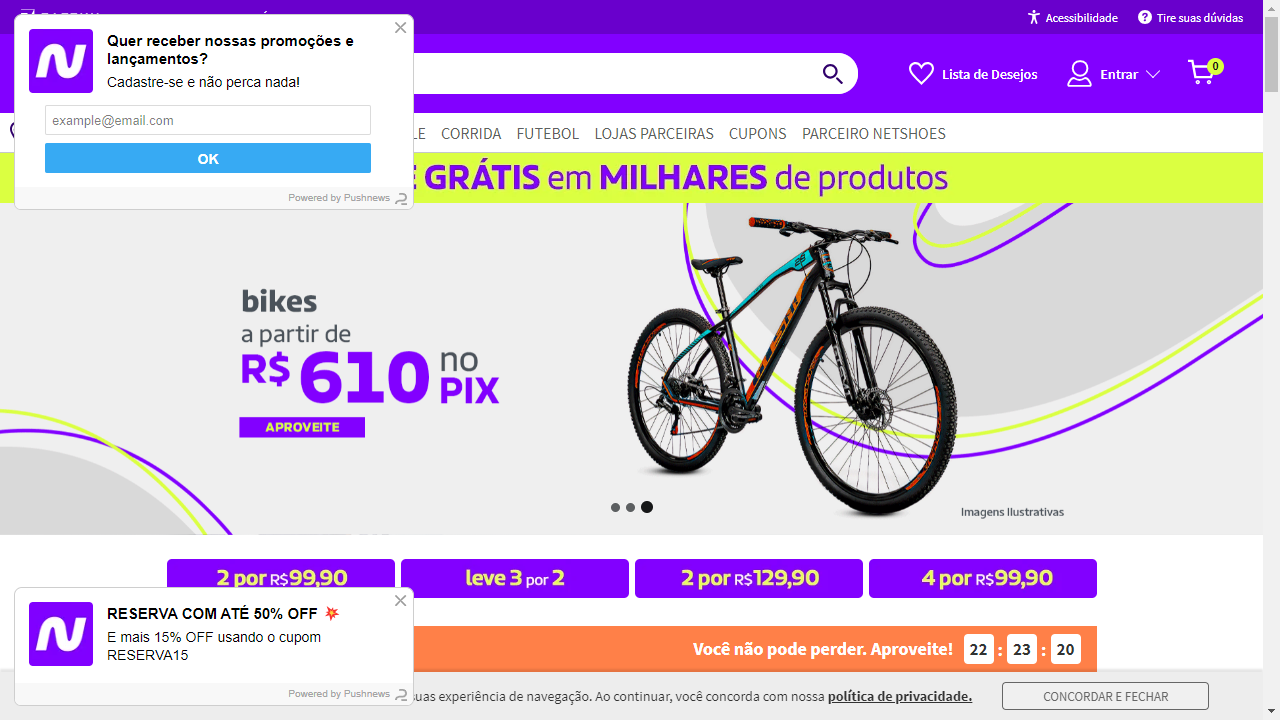 Acessibilidade
Tire suas dúvidas
Quer receber nossas promoções e
lançamentos?
Cadastre-se e não perca nada!
example@email.com
OK
Powered by Pushnews
Lista de Desejos
Entrar
0
CORRIDA
FUTEBOL
LOJAS PARCEIRAS
CUPONS
PARCEIRO NETSHOES
GRÁTIS em MILHARES de produtos
bikes
a partir de
R$ 610 no PIX
APROVEITE
Imagens Ilustrativas
2 por R$99,90
leve 3 por 2
2 por R$129,90
4 por R$99,90
RESERVA COM ATÉ 50% OFF 💥
E mais 15% OFF usando o cupom
RESERVA15
Powered by Pushnews
Você não pode perder. Aproveite! 22 : 23 : 20
suas experiência de navegação. Ao continuar, você concorda com nossa política de privacidade.
CONCORDAR E FECHAR